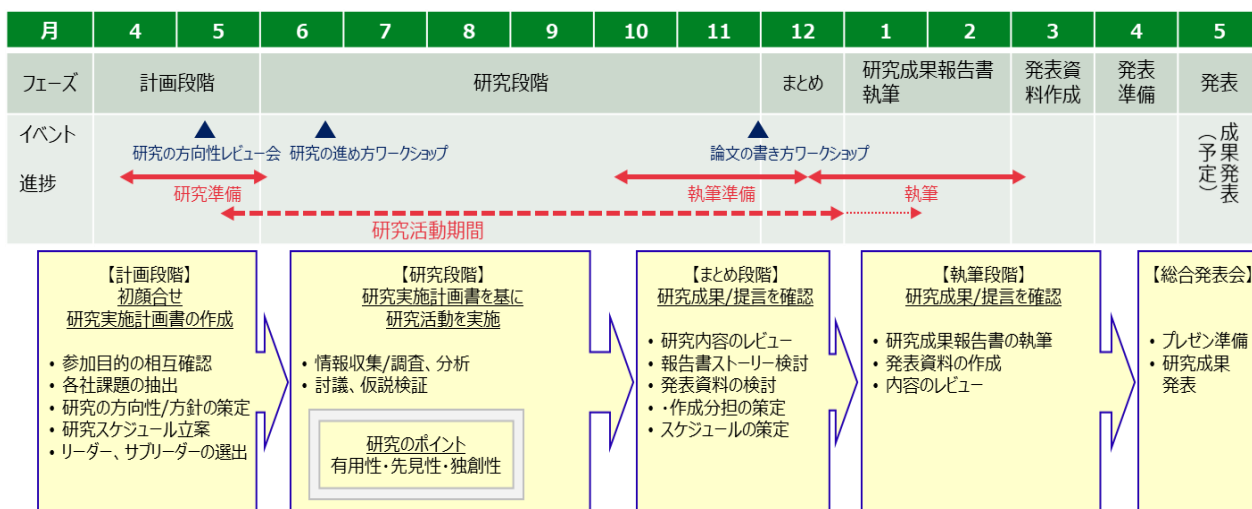 月 4 5 6 7 8 9 10 11 12 1 2 3 4 5
フェーズ 計画段階 研究段階 まとめ 研究成果報告書 発表資 発表 発表
執筆 料作成 準備
イベント
研究の方向性レビュー会 研究の進め方ワークショップ 論文の書き方ワークショップ
成果発表
(予定)
進捗
研究準備 執筆準備 執筆
研究活動期間
【計画段階】
初顔合せ
研究実施計画書の作成
• 参加目的の相互確認
• 各社課題の抽出
• 研究の方向性/方針の策定
• 研究スケジュール立案
• リーダー、サブリーダーの選出
【研究段階】
研究実施計画書を基に
研究活動を実施
• 情報収集/調査、分析
• 討議、仮説検証
研究のポイント
有用性・先見性・独創性
【まとめ段階】
研究成果/提言を確認
• 研究内容のレビュー
• 報告書ストーリー検討
• 発表資料の検討
• ・作成分担の策定
• スケジュールの策定
【執筆段階】
研究成果/提言を確認
• 研究成果報告書の執筆
• 発表資料の作成
• 内容のレビュー
【総合発表会】
• プレゼン準備
• 研究成果
発表